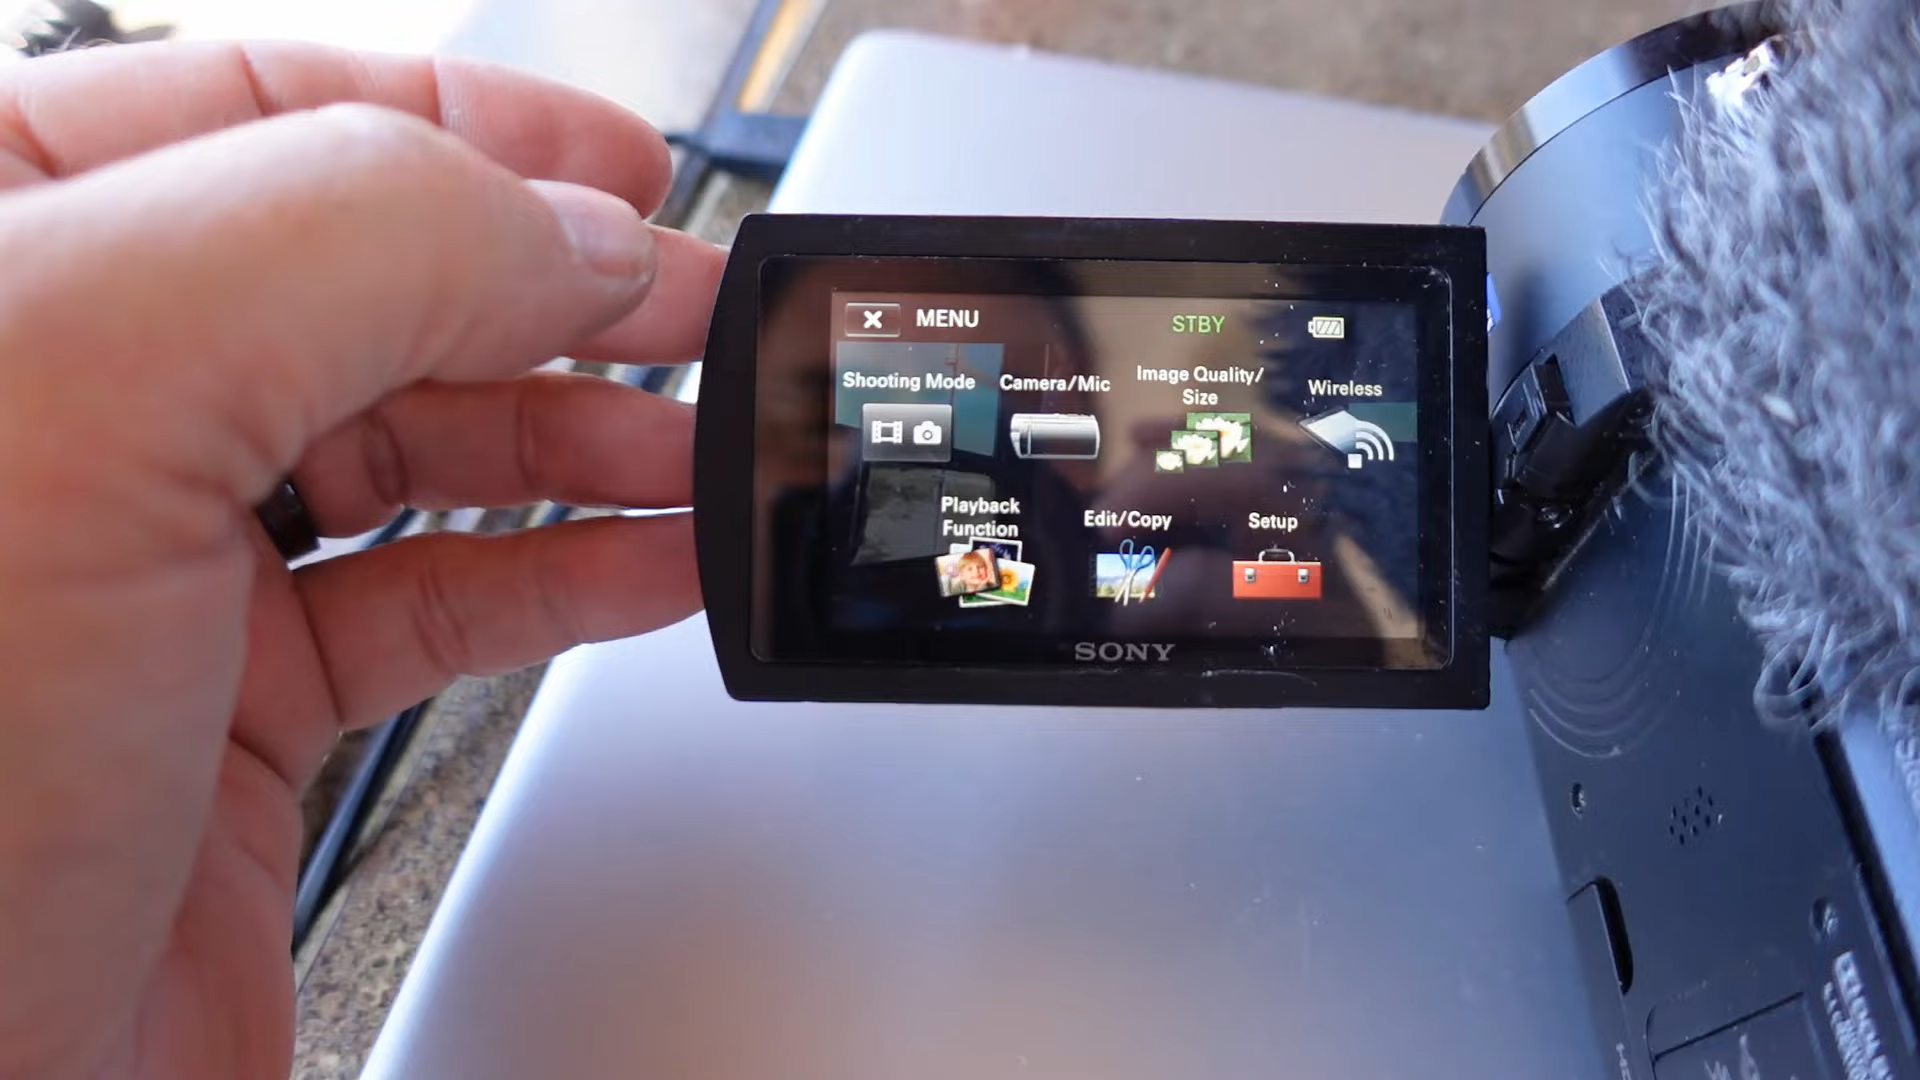 MENU
STBY
Shooting Mode
Camera/Mic
Image Quality/
Size
Wireless
Playback
Function
Edit/Copy
Setup
SONY